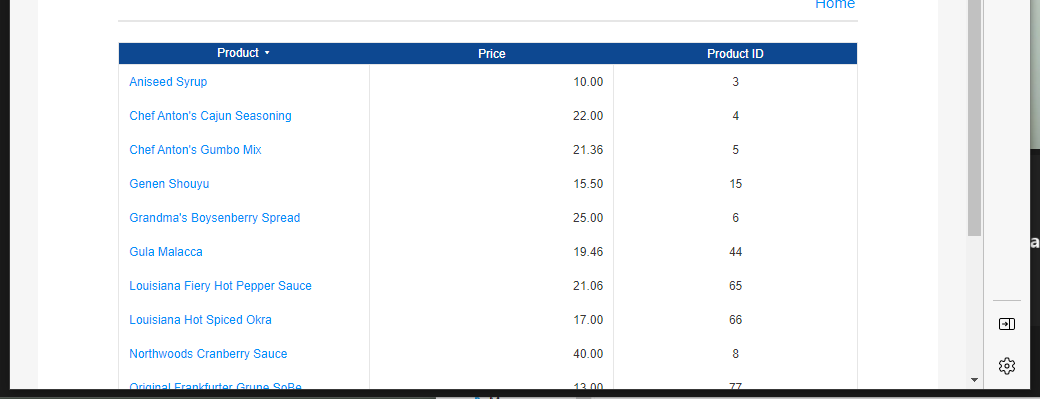 Home
Product Price Product ID
Aniseed Syrup 10.00 3
Chef Anton's Cajun Seasoning 22.00 4
Chef Anton's Gumbo Mix 21.36 5
Genen Shouyu 15.50 15
Grandma's Boysenberry Spread 25.00 6
Gula Malacca 19.46 44
Louisiana Fiery Hot Pepper Sauce 21.06 65
Louisiana Hot Spiced Okra 17.00 66
Northwoods Cranberry Sauce 40.00 8
Original Frankfurter Grune SoBe 13.00 77
a